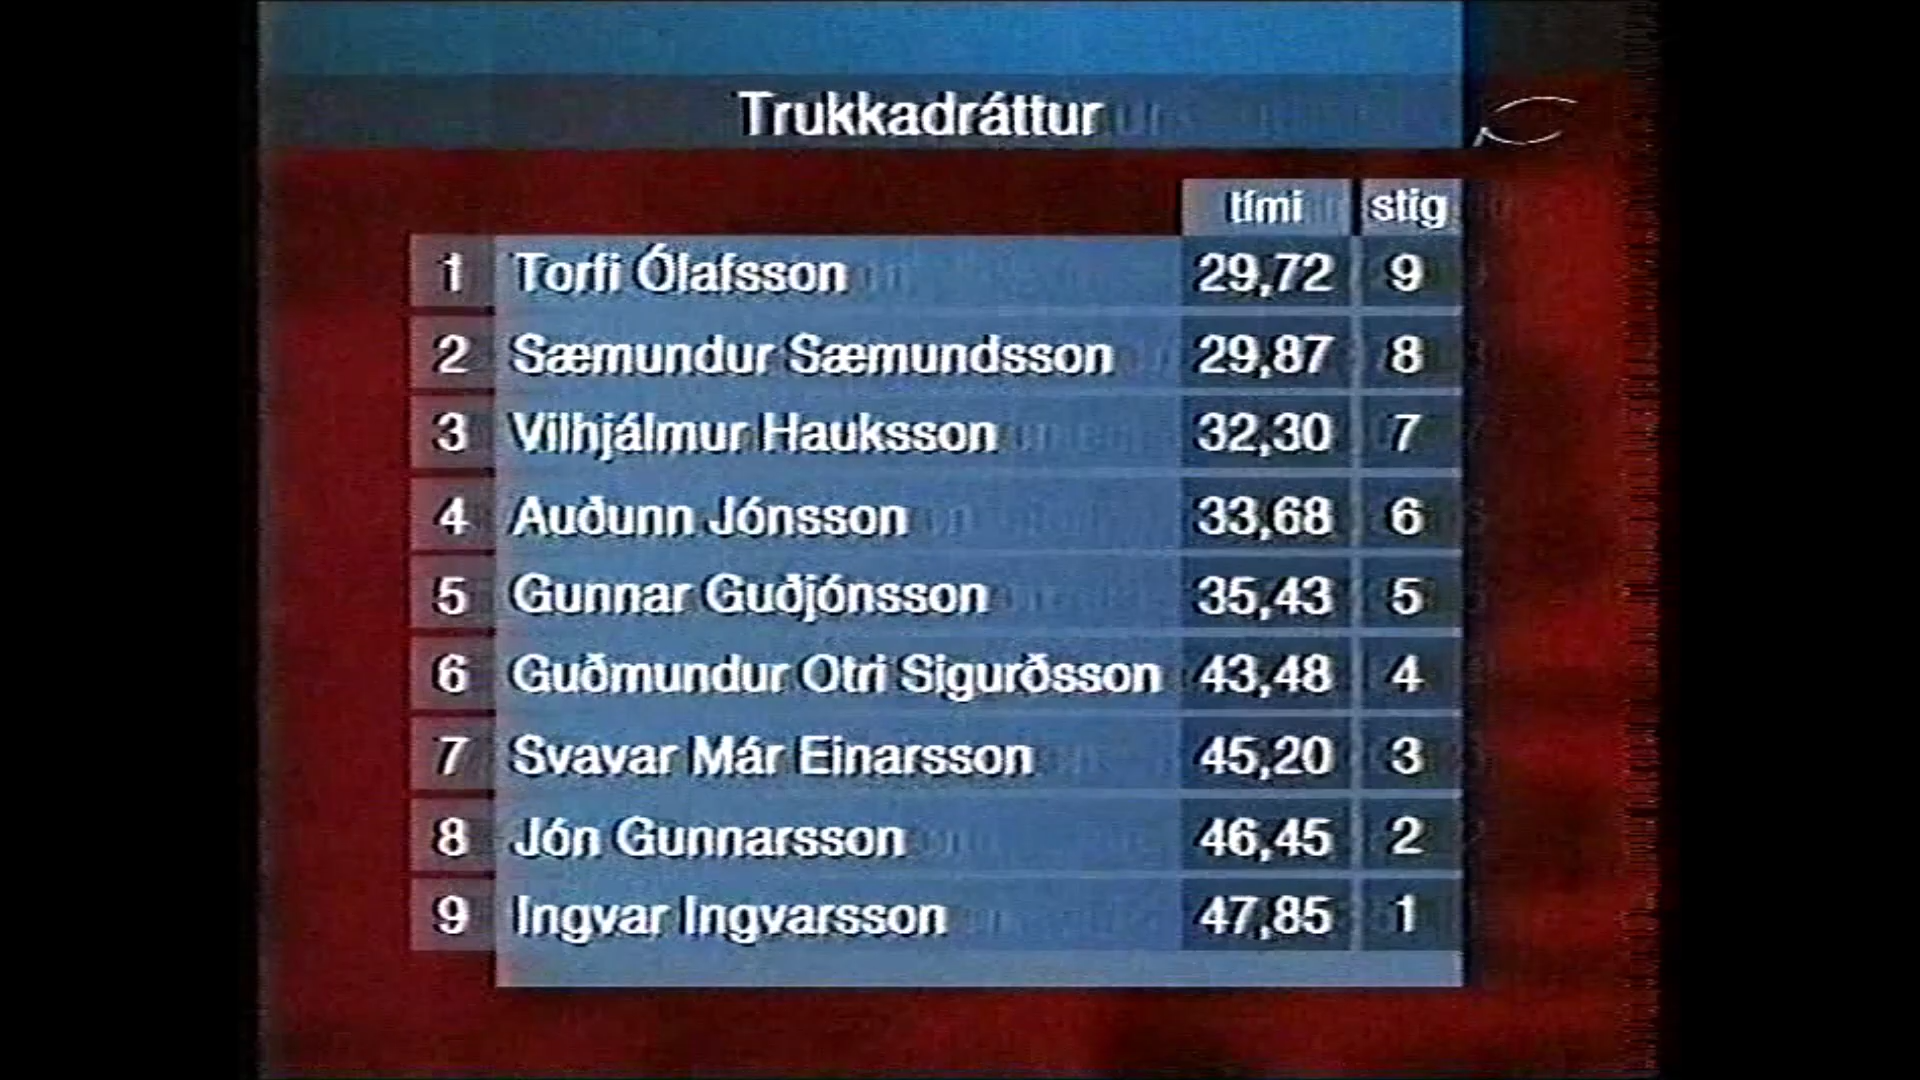 Trukkadráttur
tími stig
1 Torfi Ólafsson 29,72 9
2 Sæmundur Sæmundsson 29,87 8
3 Vilhjálmur Hauksson 32,30 7
4 Auðunn Jónsson 33,68 6
5 Gunnar Guðjónsson 35,43 5
6 Guðmundur Otri Sigurðsson 43,48 4
7 Svavar Már Einarsson 45,20 3
8 Jón Gunnarsson 46,45 2
9 Ingvar Ingvarsson 47,85 1